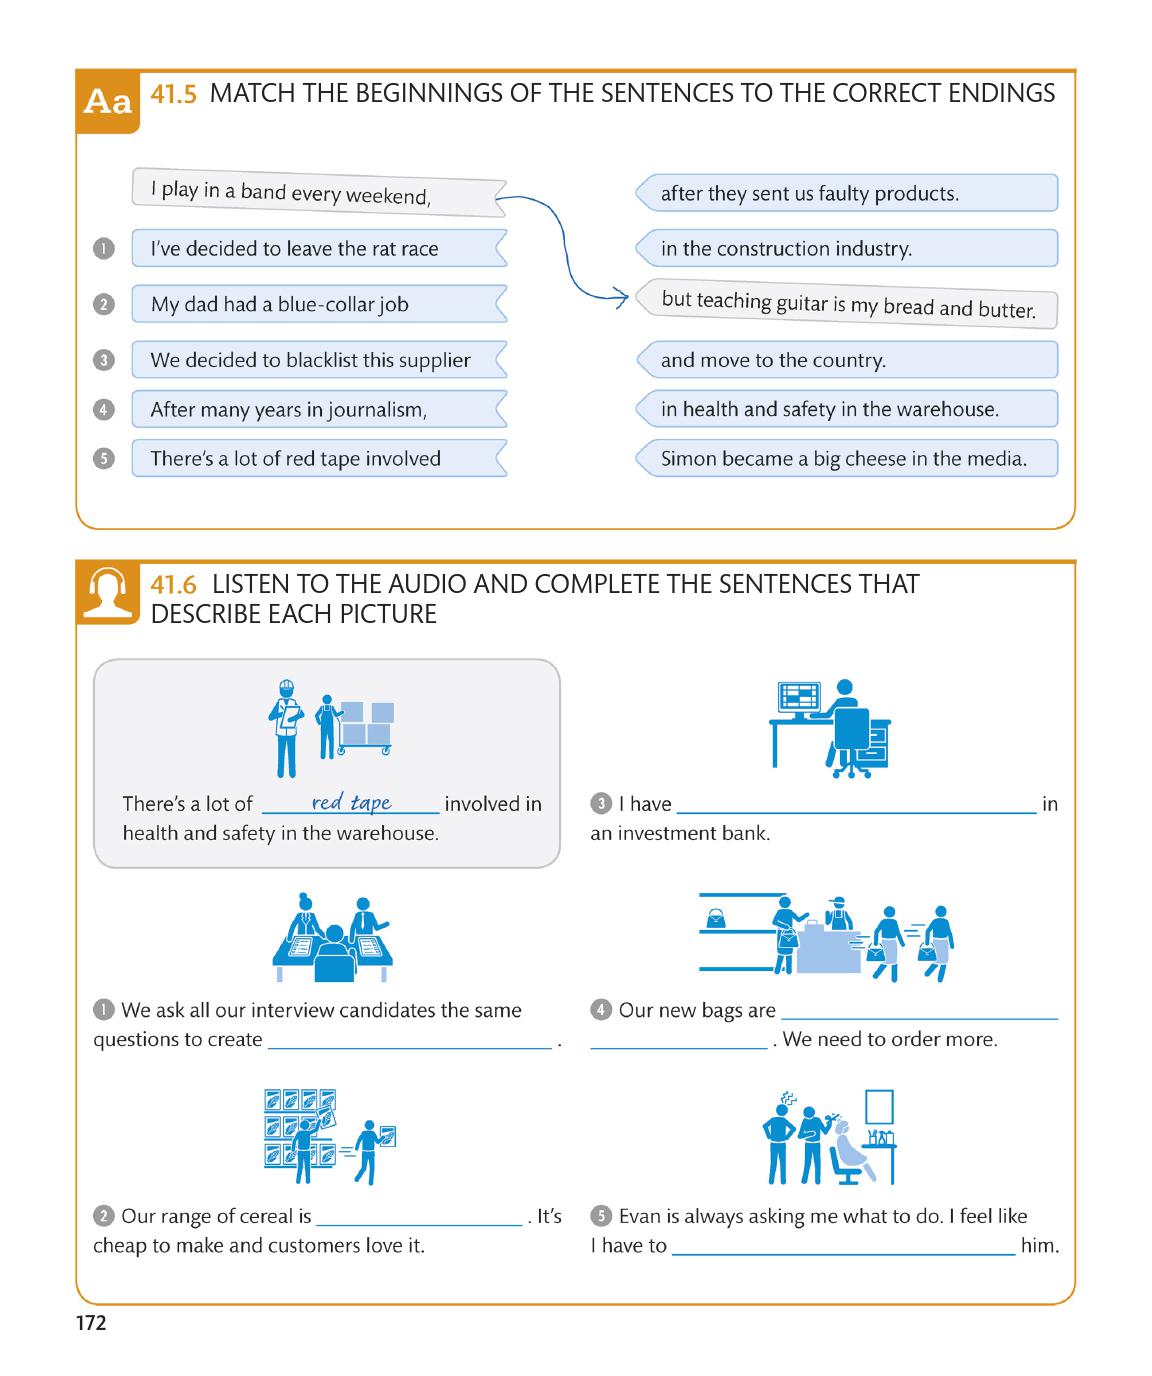 Aa
41.5 MATCH THE BEGINNINGS OF THE SENTENCES TO THE CORRECT ENDINGS
I play in a band every weekend,
1 I've decided to leave the rat race
2 My dad had a blue-collar job
3 We decided to blacklist this supplier
4 After many years in journalism,
5 There's a lot of red tape involved
after they sent us faulty products.
in the construction industry.
but teaching guitar is my bread and butter.
and move to the country.
in health and safety in the warehouse.
Simon became a big cheese in the media.
41.6 LISTEN TO THE AUDIO AND COMPLETE THE SENTENCES THAT
DESCRIBE EACH PICTURE
There's a lot of red tape involved in
health and safety in the warehouse.
1 We ask all our interview candidates the same
questions to create ________ .
2 Our range of cereal is ________ . It's
cheap to make and customers love it.
3 I have ________ in
an investment bank.
4 Our new bags are ________
________ . We need to order more.
5 Evan is always asking me what to do. I feel like
I have to ________ him.
172